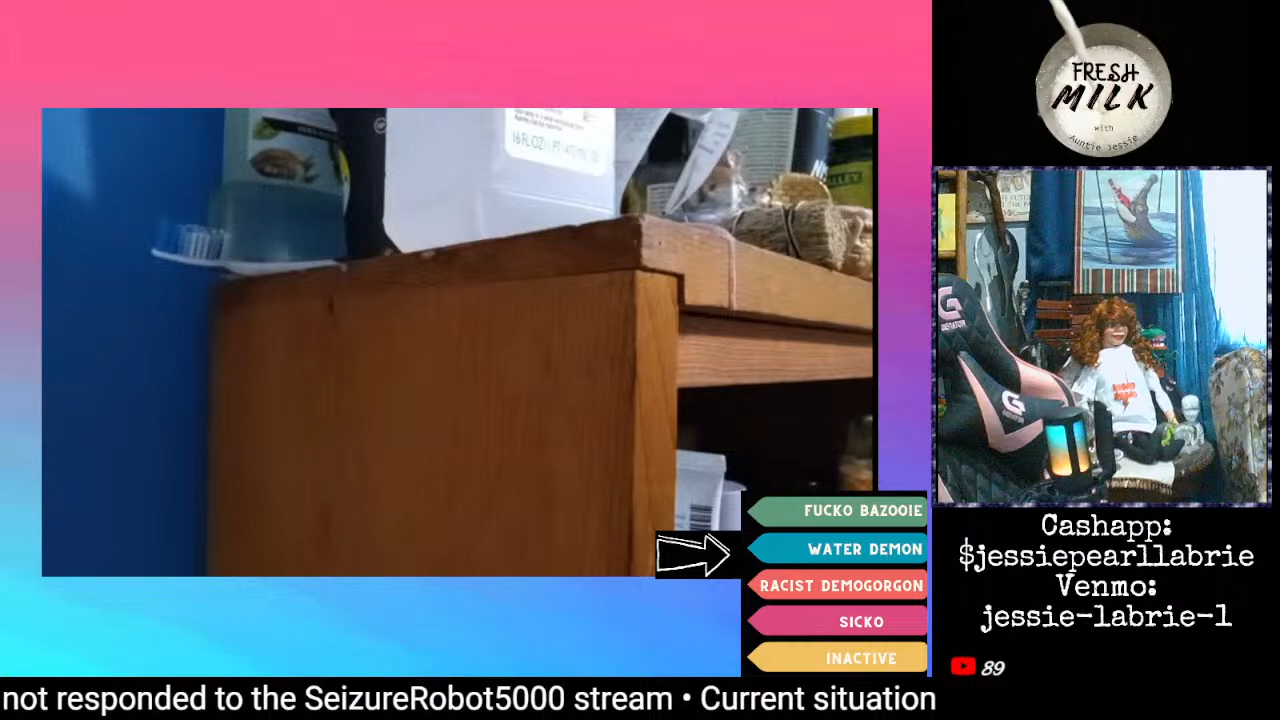 FRESH
MILK
with
Auntie Jessie
16 FL OZ
G
G
FUCKO BAZOOIE
WATER DEMON
RACIST DEMOGORGON
SICKO
INACTIVE
Cashapp:
$jessiepearllabrie
Venmo:
jessie-labrie-1
89
not responded to the SeizureRobot5000 stream • Current situation